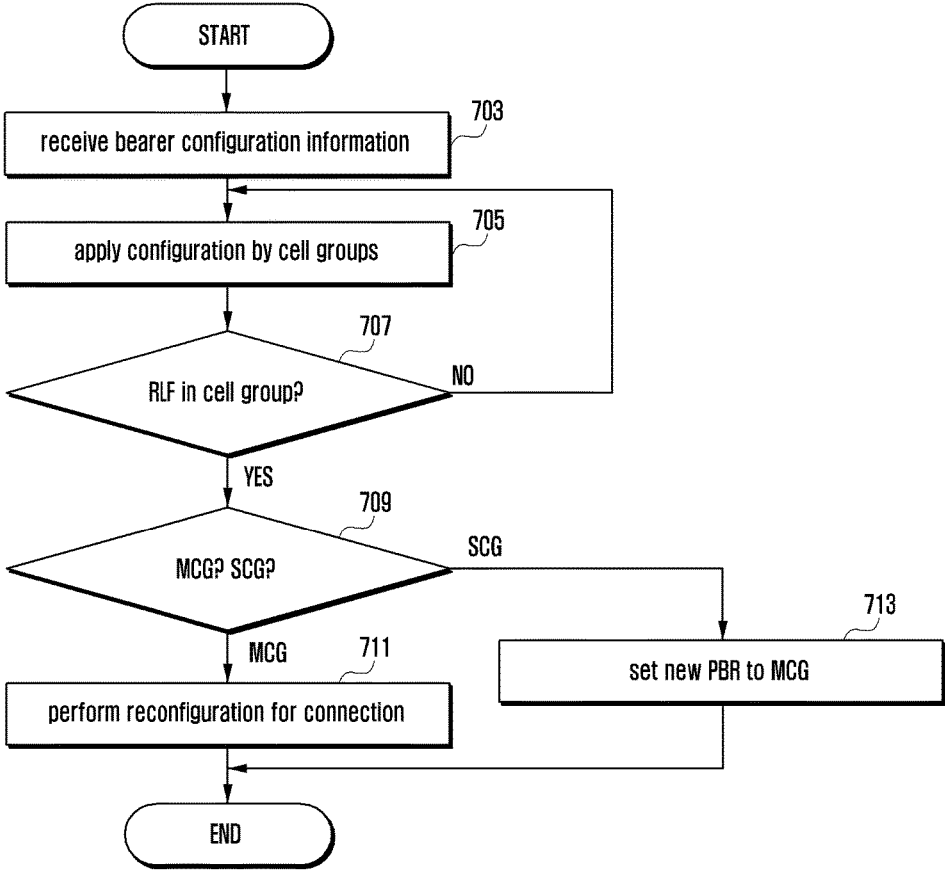 START
703
receive bearer configuration information
705
apply configuration by cell groups
707
RLF in cell group?
NO
YES
709
MCG? SCG?
SCG
MCG
711
713
perform reconfiguration for connection
set new PBR to MCG
END